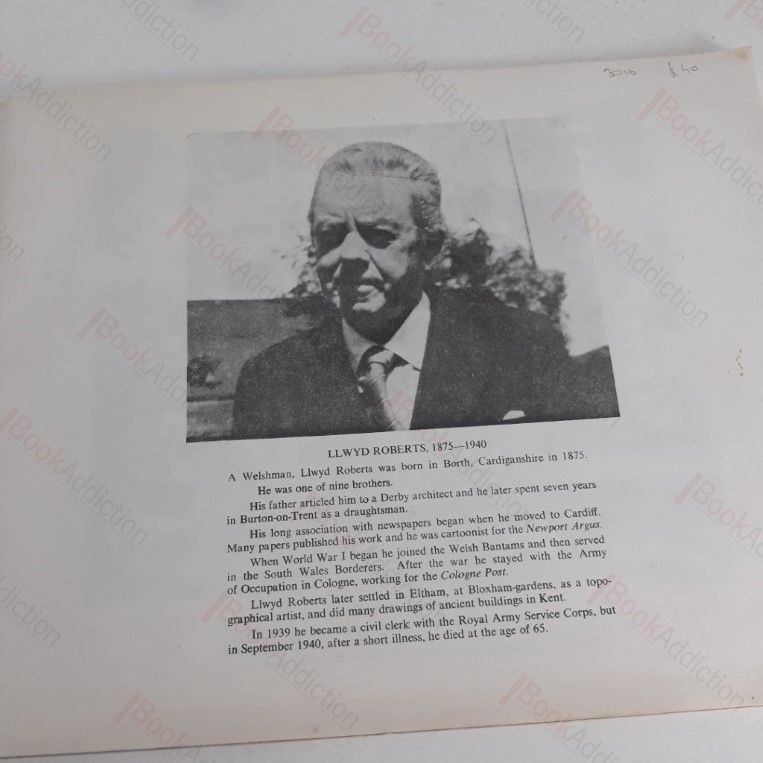 3016 £40
LLWYD ROBERTS, 1875—1940
A Welshman, Llwyd Roberts was born in Borth, Cardiganshire in 1875.
He was one of nine brothers.
His father articled him to a Derby architect and he later spent seven years
in Burton-on-Trent as a draughtsman.
His long association with newspapers began when he moved to Cardiff.
Many papers published his work and he was cartoonist for the Newport Argus.
When World War I began he joined the Welsh Bantams and then served
in the South Wales Borderers. After the war he stayed with the Army
of Occupation in Cologne, working for the Cologne Post.
Llwyd Roberts later settled in Eltham, at Bloxham-gardens, as a topo-
graphical artist, and did many drawings of ancient buildings in Kent.
In 1939 he became a civil clerk with the Royal Army Service Corps, but
in September 1940, after a short illness, he died at the age of 65.
BookAddiction